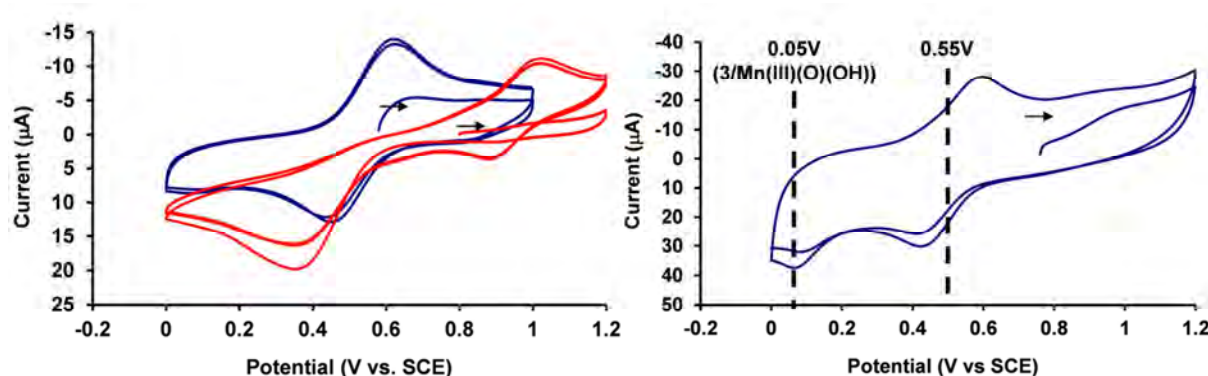 -15
-10
-5
0
5
10
15
20
25
Current (μA)
-0.2 0 0.2 0.4 0.6 0.8 1 1.2
Potential (V vs. SCE)
0.05V 0.55V
(3/Mn(III)(O)(OH))
-40
-30
-20
-10
0
10
20
30
40
50
Current (μA)
-0.2 0 0.2 0.4 0.6 0.8 1 1.2
Potential (V vs SCE)